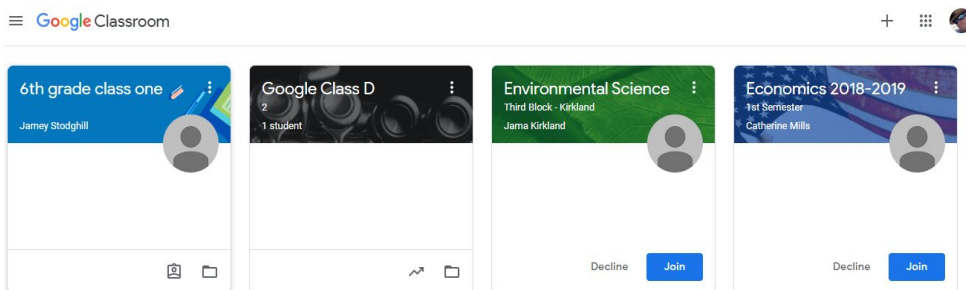 Google Classroom
6th grade class one
Jamey Stodghill
Google Class D
2
1 student
Environmental Science
Third Block - Kirkland
Jama Kirkland
Decline
Join
Economics 2018-2019
1st Semester
Catherine Mills
Decline
Join